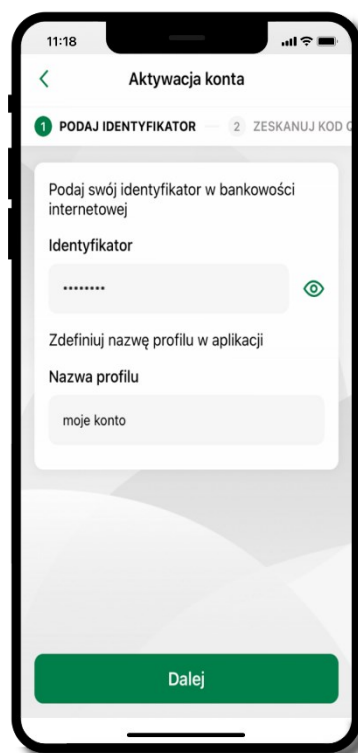 11:18
Aktywacja konta
1 PODAJ IDENTYFIKATOR 2 ZESKANUJ KOD
Podaj swój identyfikator w bankowości
internetowej
Identyfikator
••••••••
Zdefiniuj nazwę profilu w aplikacji
Nazwa profilu
moje konto
Dalej